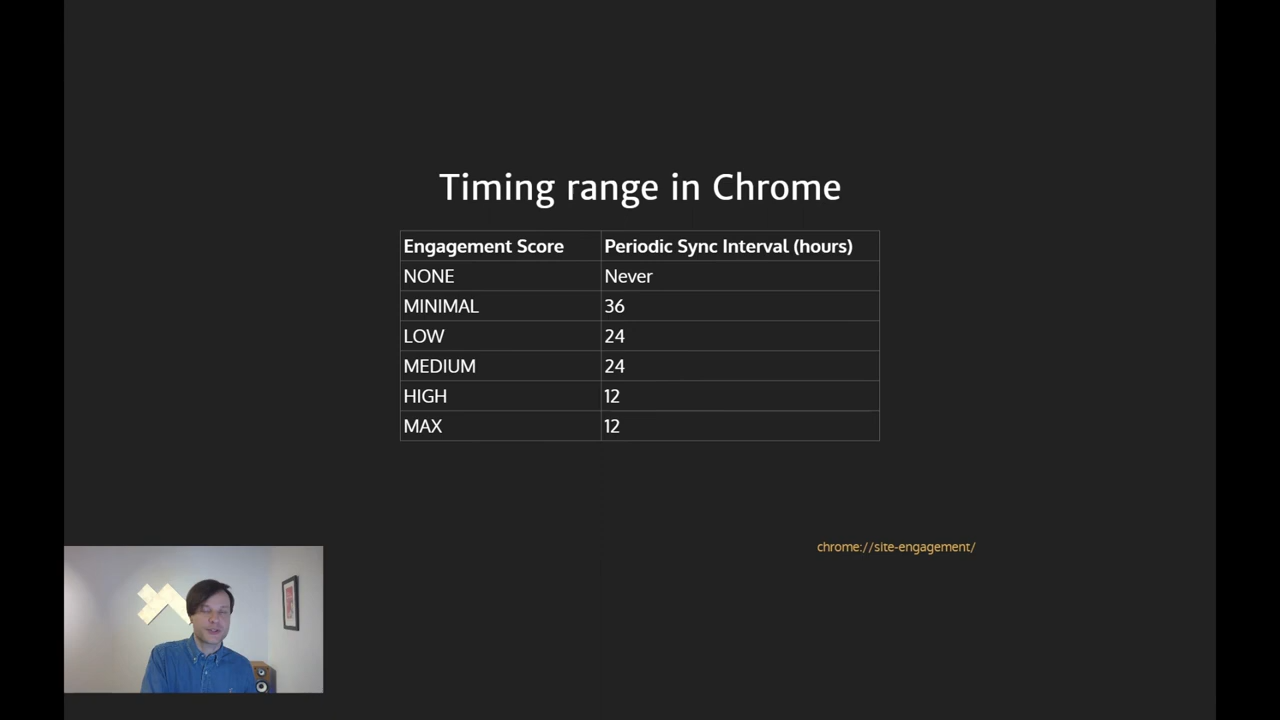 Timing range in Chrome
Engagement Score Periodic Sync Interval (hours)
NONE Never
MINIMAL 36
LOW 24
MEDIUM 24
HIGH 12
MAX 12
chrome://site-engagement/